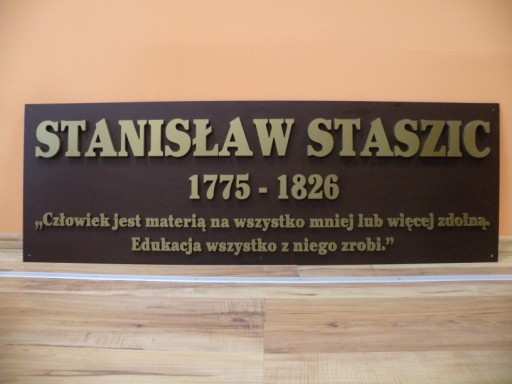 STANISŁAW STASZIC
1775 - 1826
„Człowiek jest materią na wszystko mniej lub więcej zdolną.
Edukacja wszystko z niego zrobi.”